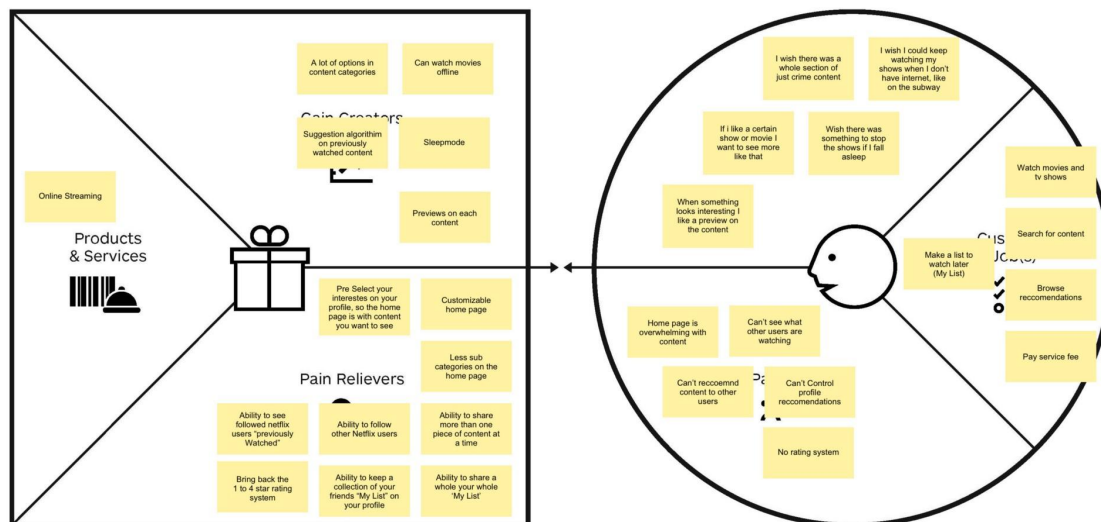 A lot of options in
content categories
Can watch movies
offline
Suggestion algorithim
on previously
watched content
Sleepmode
Previews on each
content
Online Streaming
Products
& Services
Pre Select your
interestes on your
profile, so the home
page is with content
you want to see
Customizable
home page
Less sub
categories on the
home page
Pain Relievers
Ability to see
followed netflix
users “previously
Watched”
Ability to follow
other Netflix users
Ability to share
more than one
piece of content at
a time
Bring back the
1 to 4 star rating
system
Ability to keep a
collection of your
friends “My List” on
your profile
Ability to share a
whole your whole
‘My List’
I wish there was a
whole section of
just crime content
I wish I could keep
watching my
shows when I don’t
have internet, like
on the subway
If i like a certain
show or movie I
want to see more
like that
Wish there was
something to stop
the shows if I fall
asleep
When something
looks interesting I
like a preview on
the content
Watch movies and
tv shows
Search for content
Make a list to
watch later
(My List)
Browse
reccomendations
Pay service fee
Home page is
overwhelming with
content
Can’t see what
other users are
watching
Can’t reccoemnd
content to other
users
Can’t Control
profile
reccomendations
No rating system